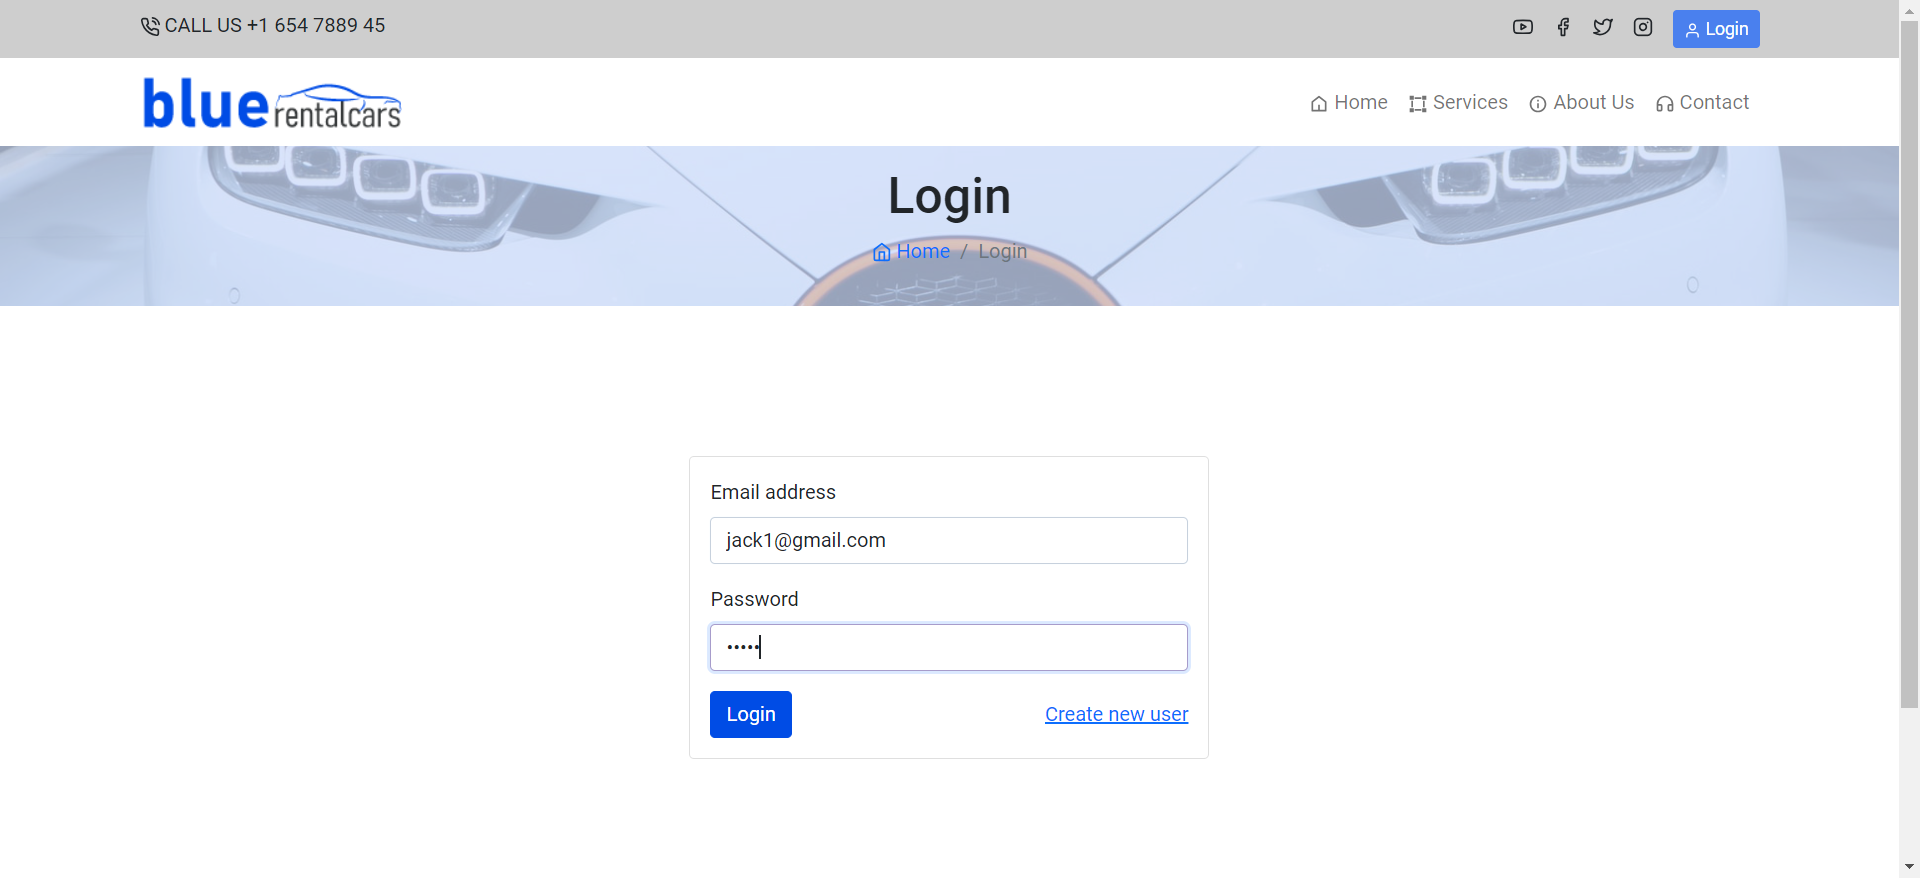 CALL US +1 654 7889 45
Login
blue rentalcars
Home Services About Us Contact
Login
Home / Login
Email address
jack1@gmail.com
Password
•••••
Login Create new user